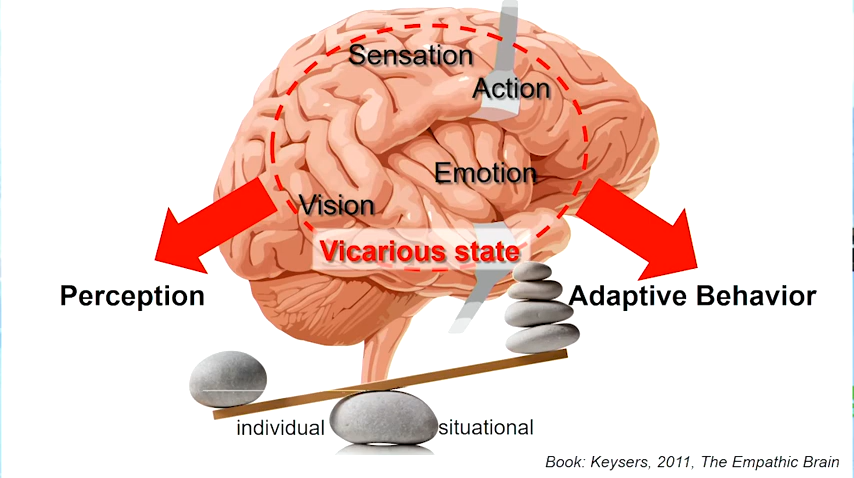 Sensation
Action
Emotion
Vision
Vicarious state
Perception
Adaptive Behavior
individual
situational
Book: Keysers, 2011, The Empathic Brain